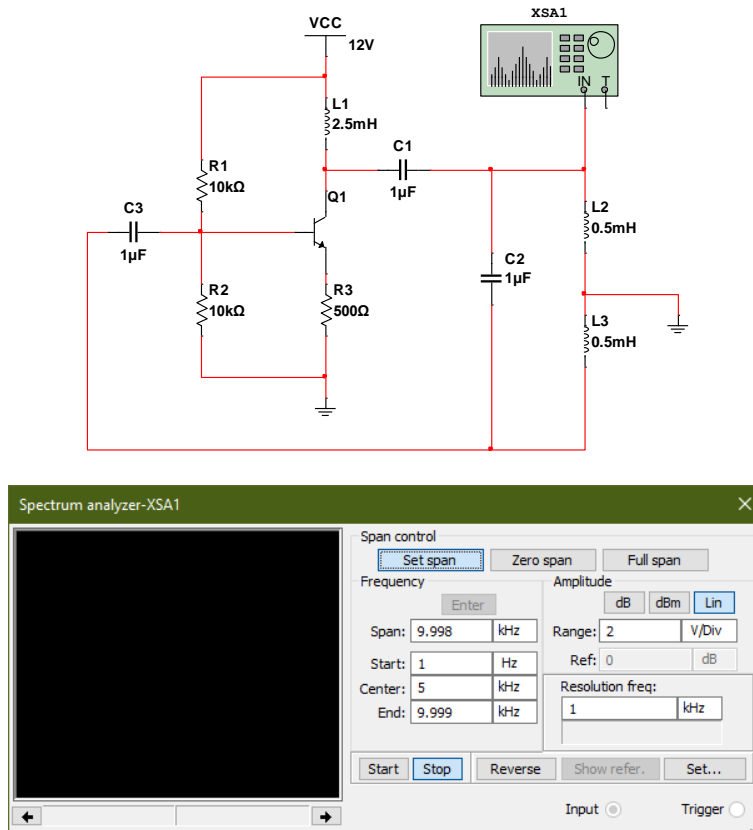 XSA1
VCC
12V
IN T
L1
2.5mH
C1
1µF
R1
10kΩ
Q1
L2
0.5mH
C3
1µF
C2
1µF
R2
10kΩ
R3
500Ω
L3
0.5mH
Spectrum analyzer-XSA1
Span control
Set span Zero span Full span
Frequency
Enter
Span: 9.998 kHz
Start: 1 Hz
Center: 5 kHz
End: 9.999 kHz
Amplitude
dB dBm Lin
Range: 2 V/Div
Ref: 0 dB
Resolution freq:
1 kHz
Start Stop Reverse Show refer. Set...
Input Trigger